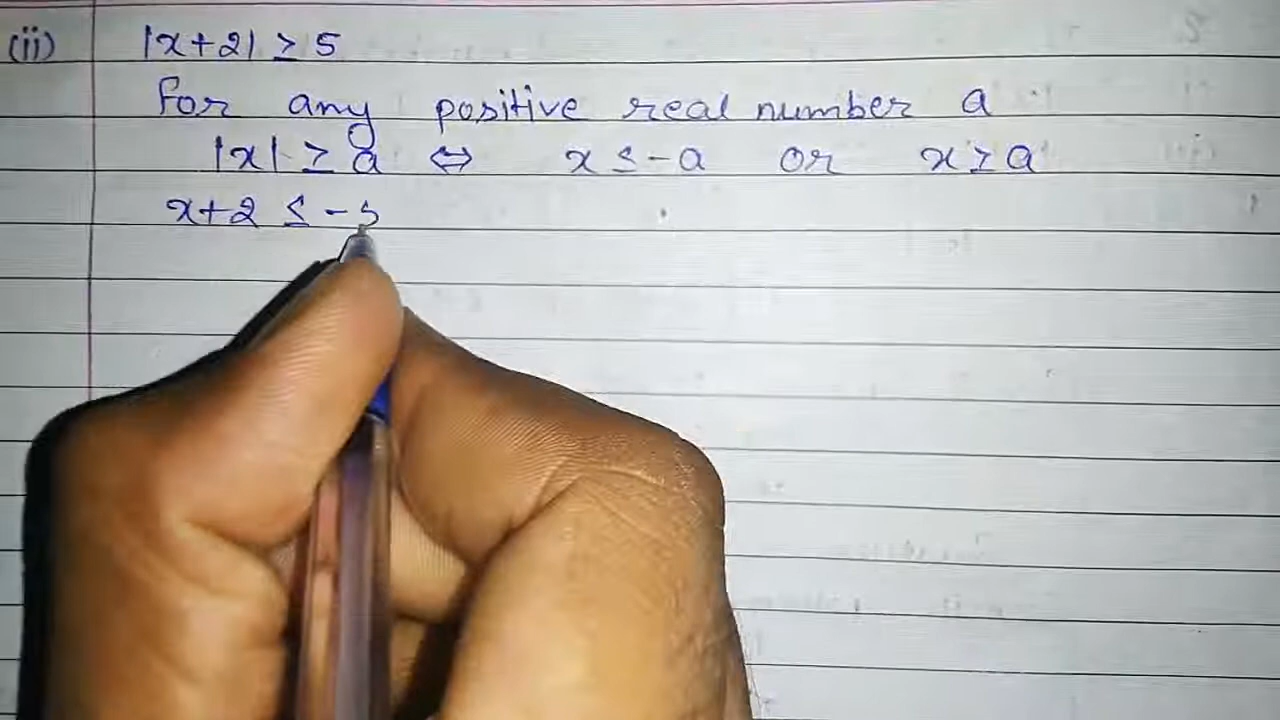 (ii) |x+2| ≥ 5
for any positive real number a
|x| ≥ a ⇔ x ≤ -a or x ≥ a
x+2 ≤ -5